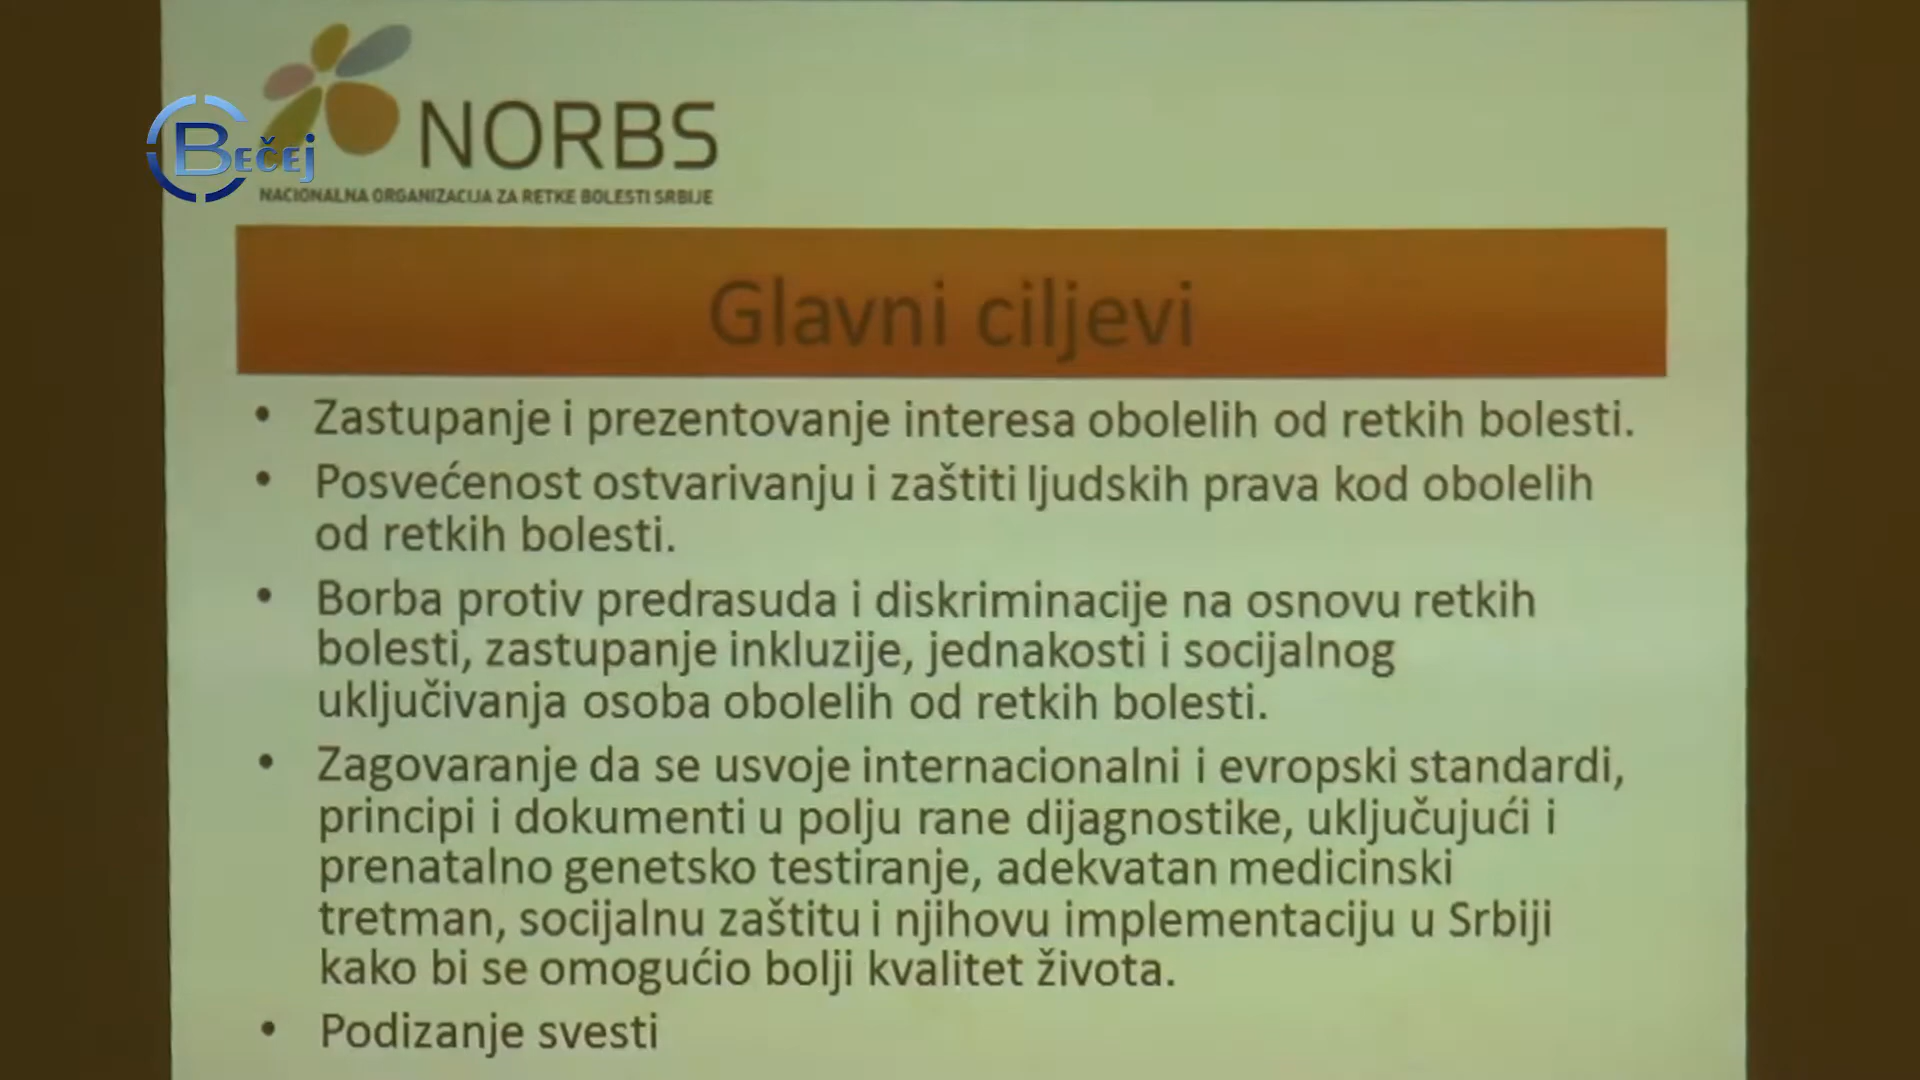 NORBS
Bečej
NACIONALNA ORGANIZACIJA ZA RETKE BOLESTI SRBIJE
Glavni ciljevi
• Zastupanje i prezentovanje interesa obolelih od retkih bolesti.
• Posvećenost ostvarivanju i zaštiti ljudskih prava kod obolelih
od retkih bolesti.
• Borba protiv predrasuda i diskriminacije na osnovu retkih
bolesti, zastupanje inkluzije, jednakosti i socijalnog
uključivanja osoba obolelih od retkih bolesti.
• Zagovaranje da se usvoje internacionalni i evropski standardi,
principi i dokumenti u polju rane dijagnostike, uključujući i
prenatalno genetsko testiranje, adekvatan medicinski
tretman, socijalnu zaštitu i njihovu implementaciju u Srbiji
kako bi se omogućio bolji kvalitet života.
• Podizanje svesti